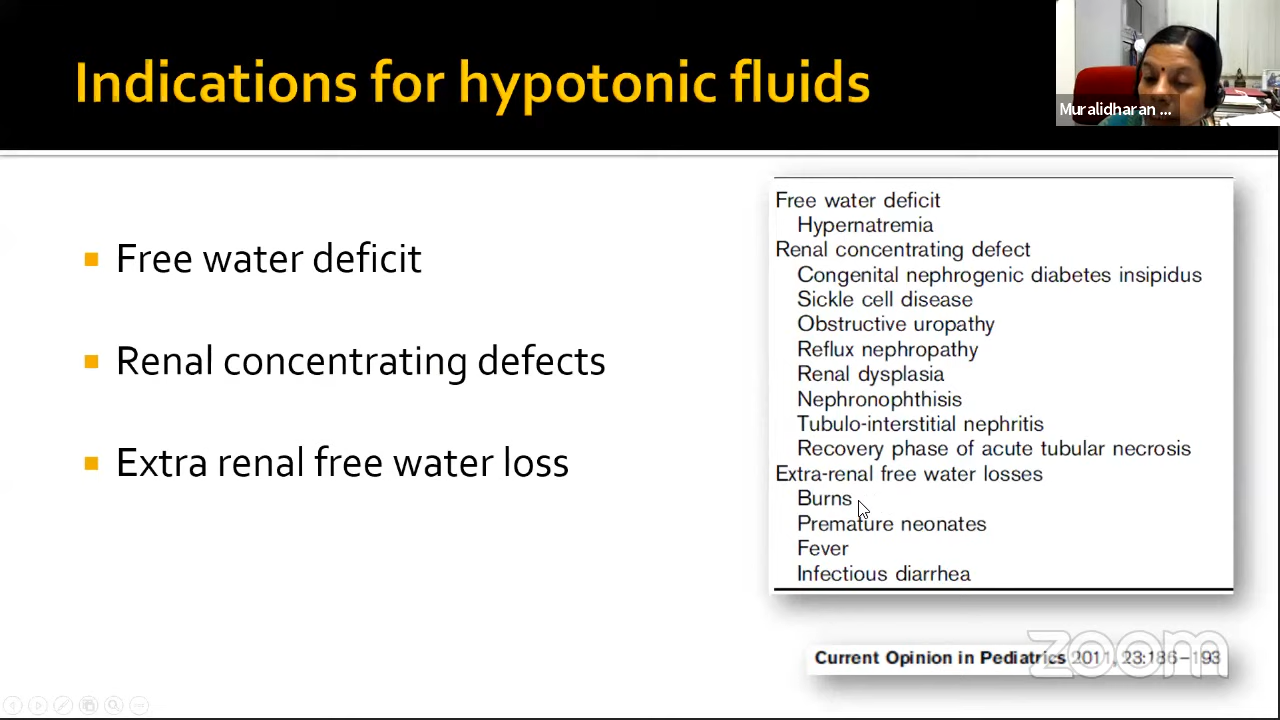 Indications for hypotonic fluids
Muralidharan ...
Free water deficit
Renal concentrating defects
Extra renal free water loss
Free water deficit
Hypernatremia
Renal concentrating defect
Congenital nephrogenic diabetes insipidus
Sickle cell disease
Obstructive uropathy
Reflux nephropathy
Renal dysplasia
Nephronophthisis
Tubulo-interstitial nephritis
Recovery phase of acute tubular necrosis
Extra-renal free water losses
Burns
Premature neonates
Fever
Infectious diarrhea
Current Opinion in Pediatrics 2011, 23:186–193
zoom